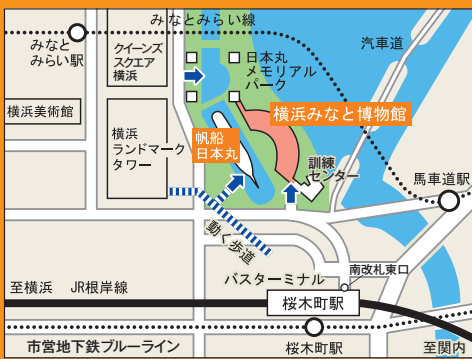 みなとみらい線
みなと
みらい駅
クイーンズ
スクエア
横浜
日本丸
メモリアル
パーク
汽車道
横浜美術館
横浜みなと博物館
横浜
ランドマーク
タワー
帆船
日本丸
訓練
センター
馬車道駅
動く歩道
バスターミナル
南改札東口
至横浜 JR根岸線
桜木町駅
市営地下鉄ブルーライン
桜木町駅
至関内